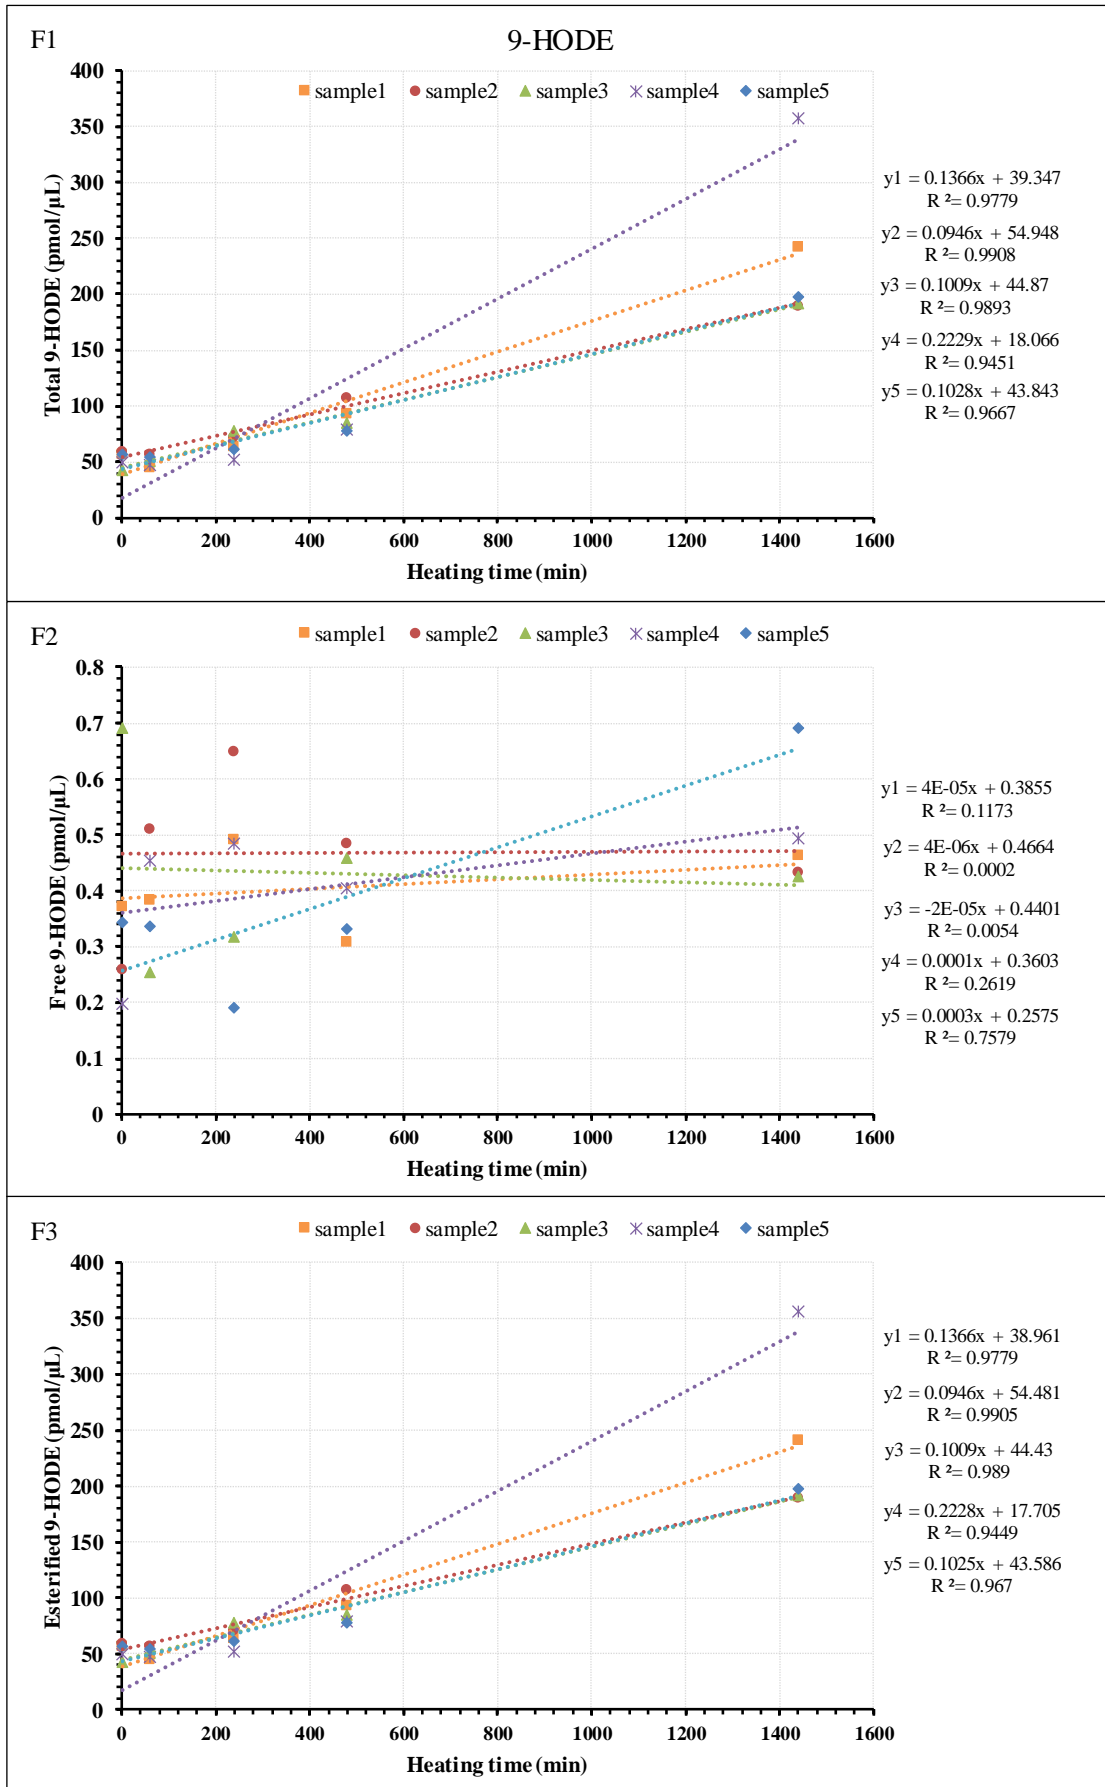 F1
9-HODE
sample1 sample2 sample3 sample4 sample5
400
350
300
250
200
150
100
50
0
Total 9-HODE (pmol/µL)
0 200 400 600 800 1000 1200 1400 1600
Heating time (min)
y1 = 0.1366x + 39.347
R ²= 0.9779
y2 = 0.0946x + 54.948
R ²= 0.9908
y3 = 0.1009x + 44.87
R ²= 0.9893
y4 = 0.2229x + 18.066
R ²= 0.9451
y5 = 0.1028x + 43.843
R ²= 0.9667
F2
sample1 sample2 sample3 sample4 sample5
0.8
0.7
0.6
0.5
0.4
0.3
0.2
0.1
0
Free 9-HODE (pmol/µL)
0 200 400 600 800 1000 1200 1400 1600
Heating time (min)
y1 = 4E-05x + 0.3855
R ²= 0.1173
y2 = 4E-06x + 0.4664
R ²= 0.0002
y3 = -2E-05x + 0.4401
R ²= 0.0054
y4 = 0.0001x + 0.3603
R ²= 0.2619
y5 = 0.0003x + 0.2575
R ²= 0.7579
F3
sample1 sample2 sample3 sample4 sample5
400
350
300
250
200
150
100
50
0
Esterified 9-HODE (pmol/µL)
0 200 400 600 800 1000 1200 1400 1600
Heating time (min)
y1 = 0.1366x + 38.961
R ²= 0.9779
y2 = 0.0946x + 54.481
R ²= 0.9905
y3 = 0.1009x + 44.43
R ²= 0.989
y4 = 0.2228x + 17.705
R ²= 0.9449
y5 = 0.1025x + 43.586
R ²= 0.967